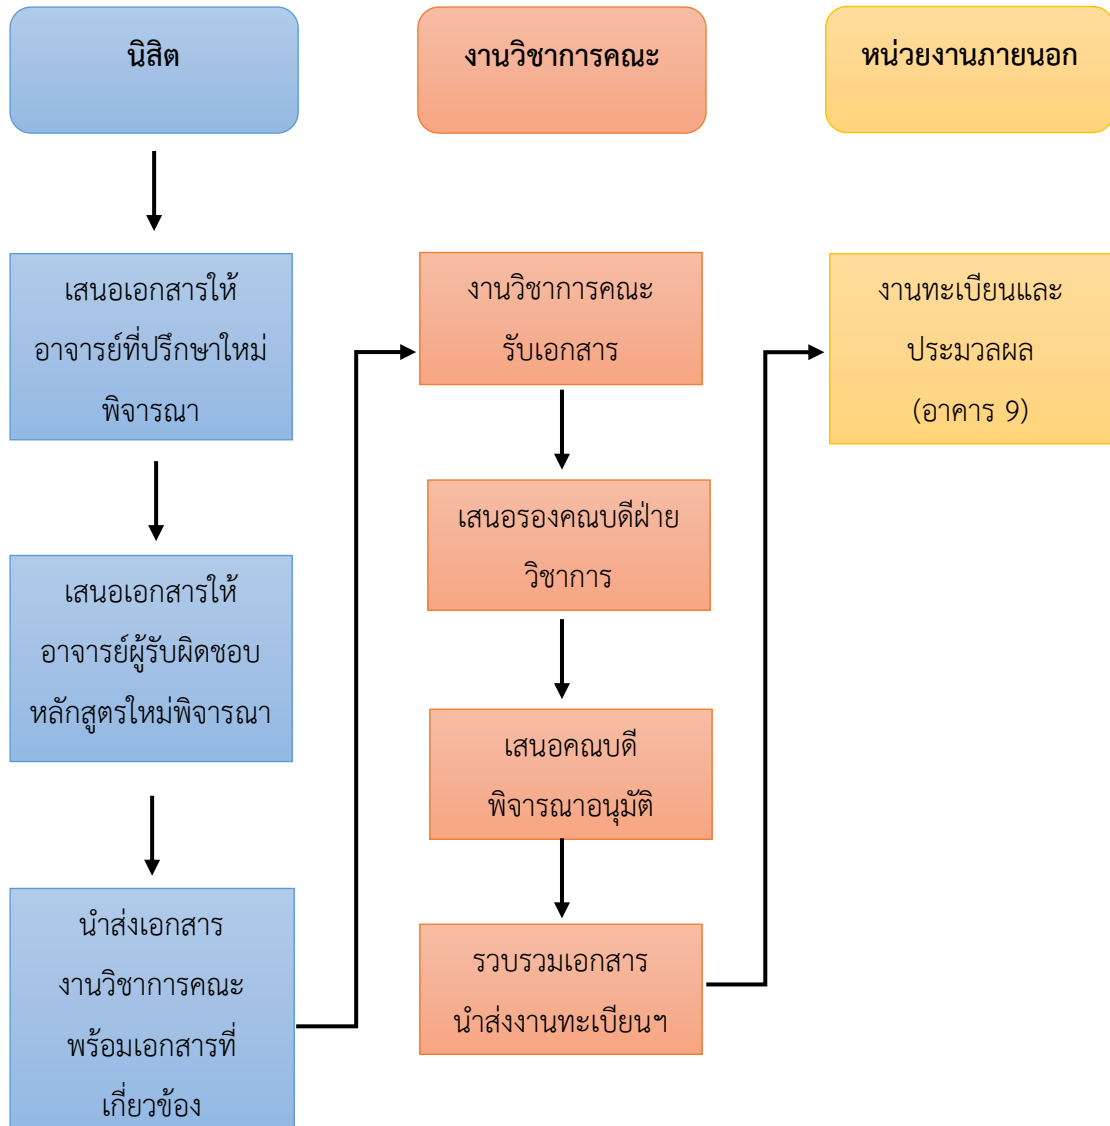 นิสิต
งานวิชาการคณะ
หน่วยงานภายนอก
เสนอเอกสารให้
อาจารย์ที่ปรึกษาใหม่
พิจารณา
เสนอเอกสารให้
อาจารย์ผู้รับผิดชอบ
หลักสูตรใหม่พิจารณา
นำส่งเอกสาร
งานวิชาการคณะ
พร้อมเอกสารที่
เกี่ยวข้อง
งานวิชาการคณะ
รับเอกสาร
เสนอรองคณบดีฝ่าย
วิชาการ
เสนอคณบดี
พิจารณาอนุมัติ
รวบรวมเอกสาร
นำส่งงานทะเบียนฯ
งานทะเบียนและ
ประมวลผล
(อาคาร 9)